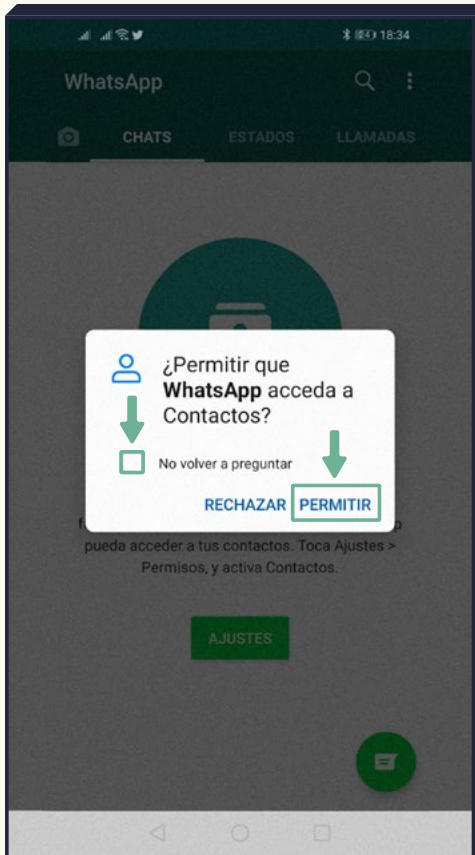 18:34
WhatsApp
CHATS ESTADOS LLAMADAS
¿Permitir que
WhatsApp acceda a
Contactos?
No volver a preguntar
RECHAZAR PERMITIR
pueda acceder a tus contactos. Toca Ajustes >
Permisos, y activa Contactos.
AJUSTES